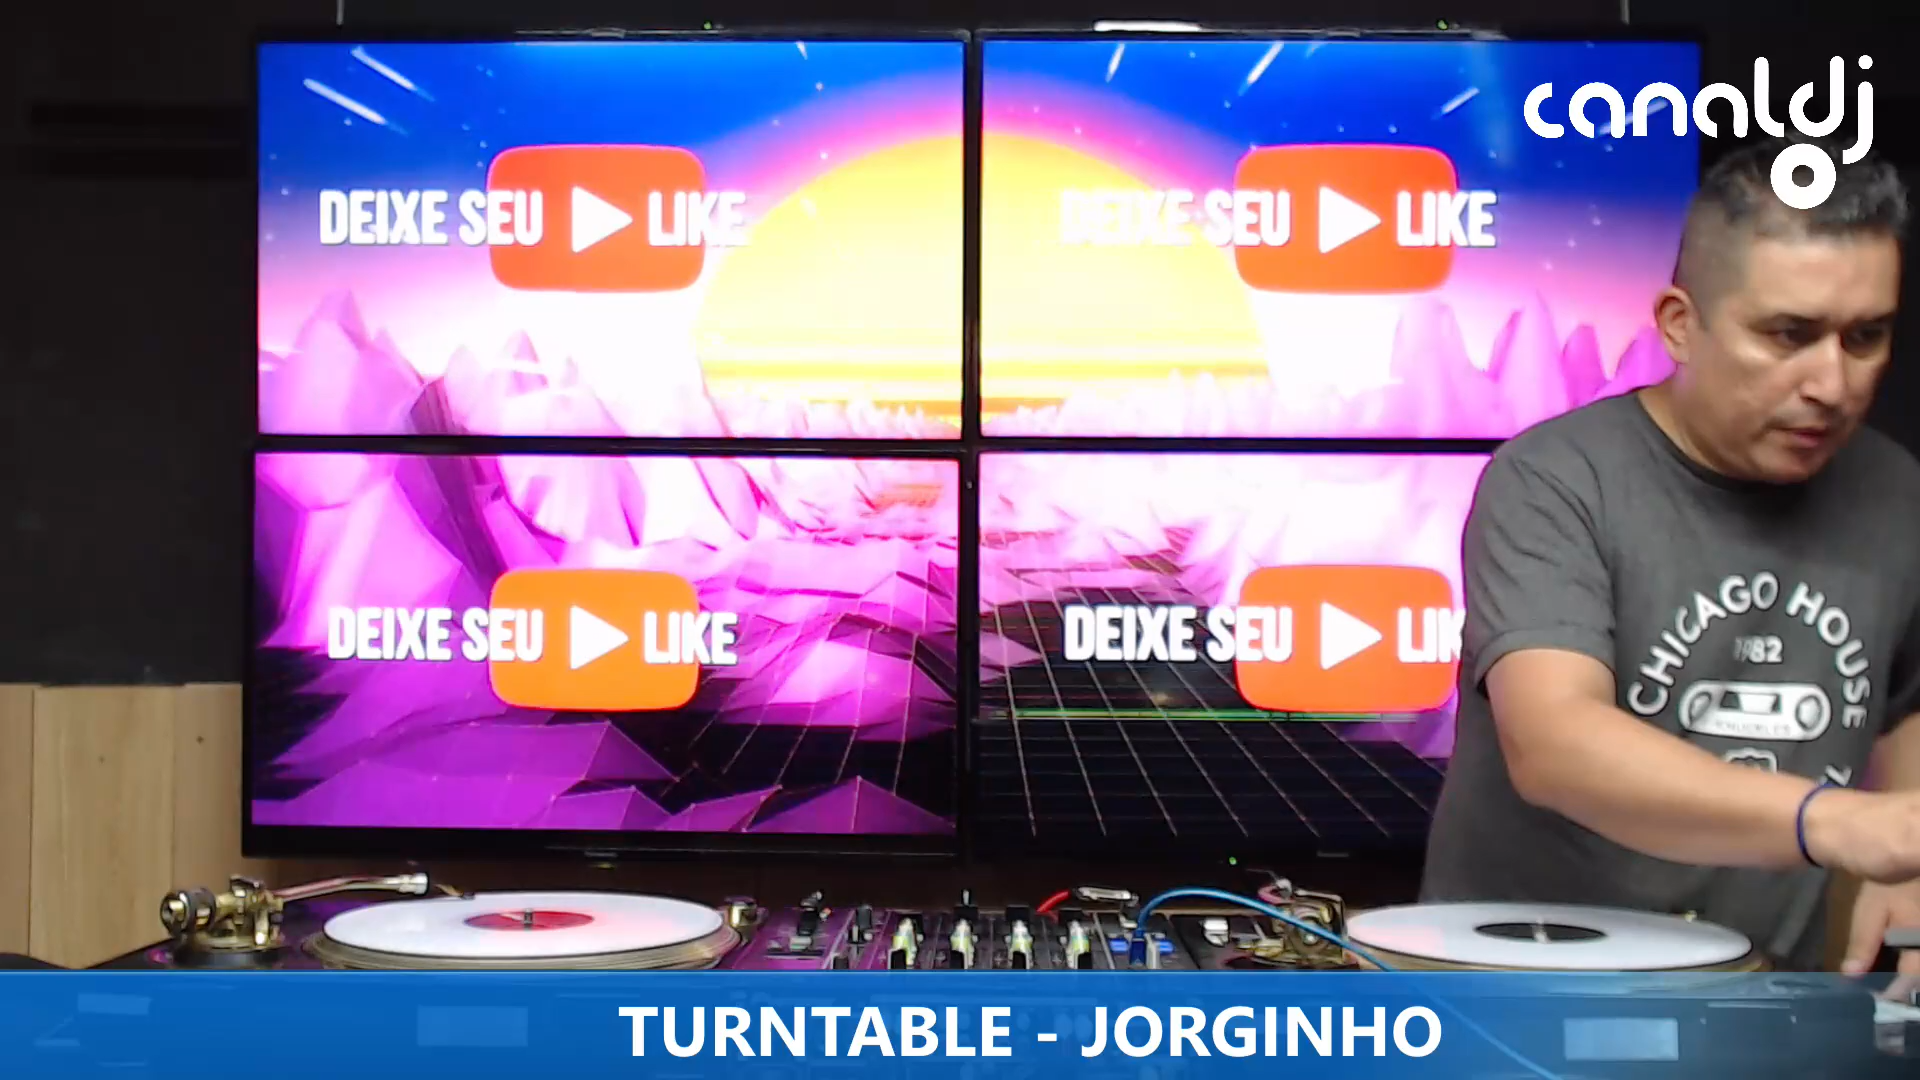 canaldj
DEIXE SEU LIKE
DEIXE SEU LIKE
DEIXE SEU LIKE
DEIXE SEU LIK
CHICAGO HOUSE
1982
TURNTABLE - JORGINHO